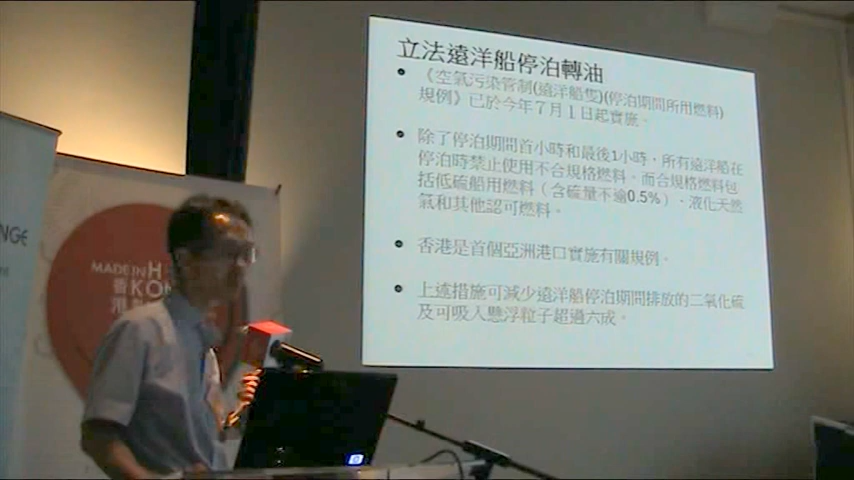 立法遠洋船停泊轉油
• 《空氣污染管制(遠洋船隻)(停泊期間所用燃料)
規例》已於今年7月1日起實施。
• 除了停泊期間首小時和最後1小時，所有遠洋船在
停泊時禁止使用不合規格燃料。而合規格燃料包
括低硫船用燃料（含硫量不逾0.5%）、液化天然
氣和其他認可燃料。
• 香港是首個亞洲港口實施有關規例。
• 上述措施可減少遠洋船停泊期間排放的二氧化硫
及可吸入懸浮粒子超過六成。
NGE
MADE IN H
香KO
港